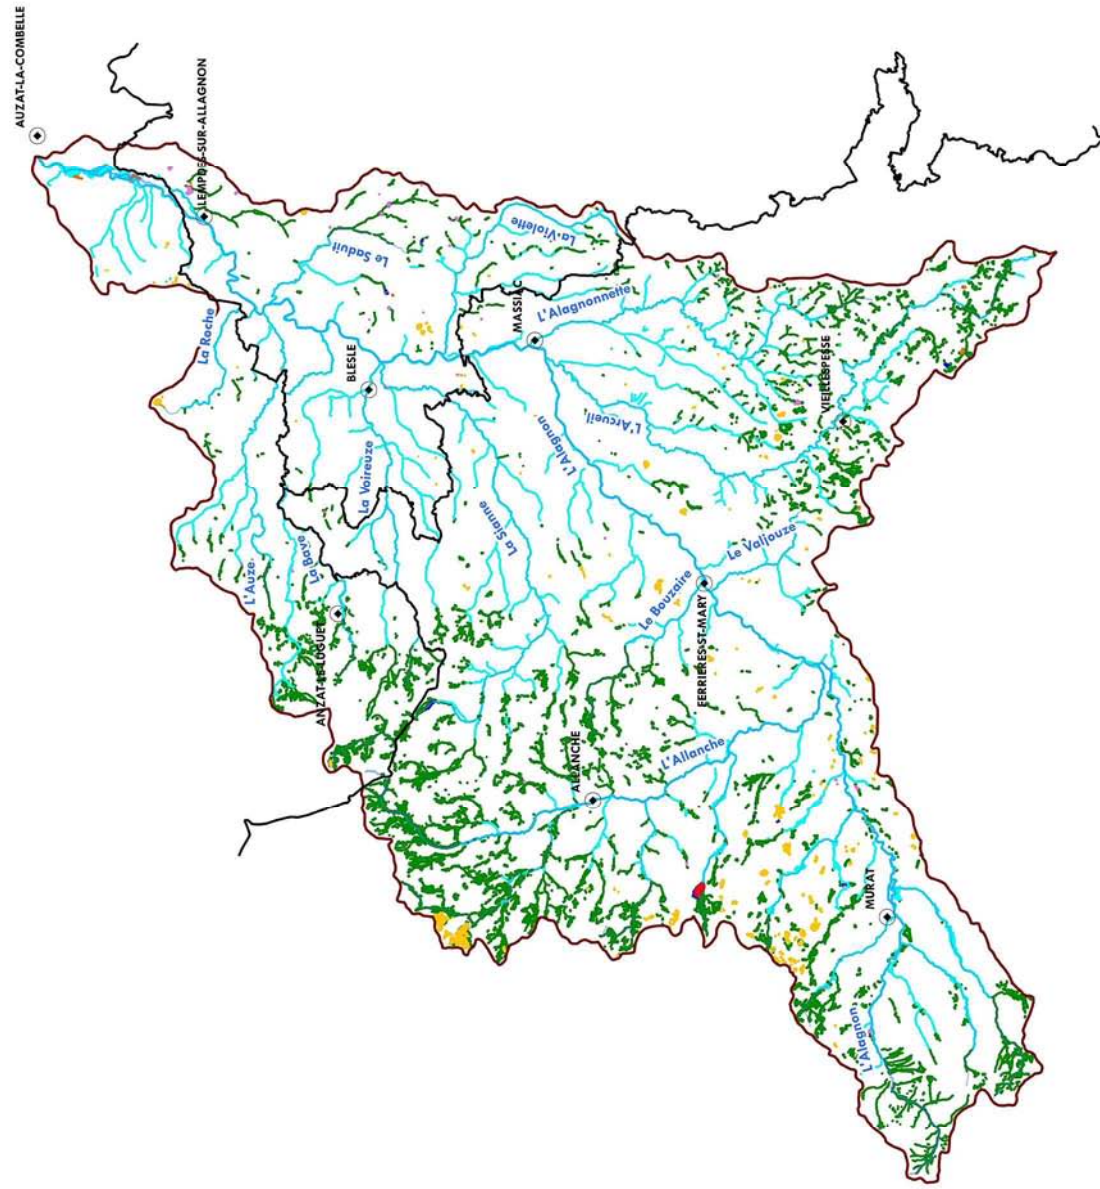 AUZAT-LA-COMBELLE
LEMPDES-SUR-ALLAGNON
La Roche
Le Saduit
La Violette
BLESLE
MASSIAC
L'Alagnonnette
L'Auze
La Bave
La Voireuze
La Sianne
L'Alagnon
L'Arcueil
VIEILLESPESSE
ANZAT-LE-LUGUET
Le Bouzaire
Le Valjouze
FERRIERES-ST-MARY
ALLANCHE
L'Allanche
MURAT
L'Alagnon